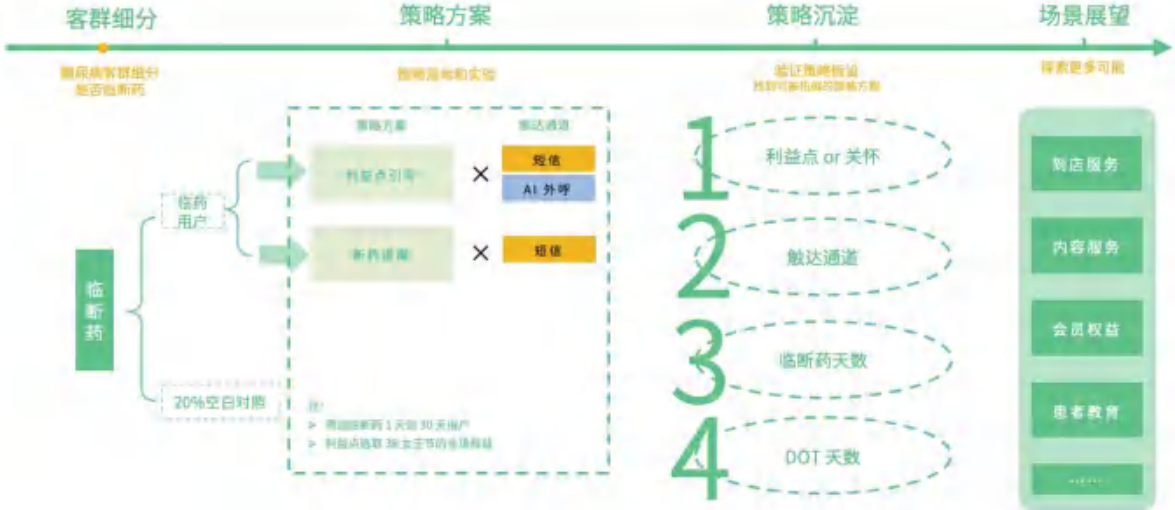 客群细分
策略方案
策略沉淀
场景展望
糖尿病客群细分
是否临断药
策略落地和实验
验证策略假设
找到可被拓展的策略方案
探索更多可能
策略方案
触达通道
利益点引导
短信
AI 外呼
断药提醒
短信
临药
用户
临断药
20%空白对照
注:
临断药 1 天到 30 天用户
1
利益点 or 关怀
2
触达通道
3
临断药天数
4
DOT 天数
到店服务
内容服务
会员权益
患者教育
......